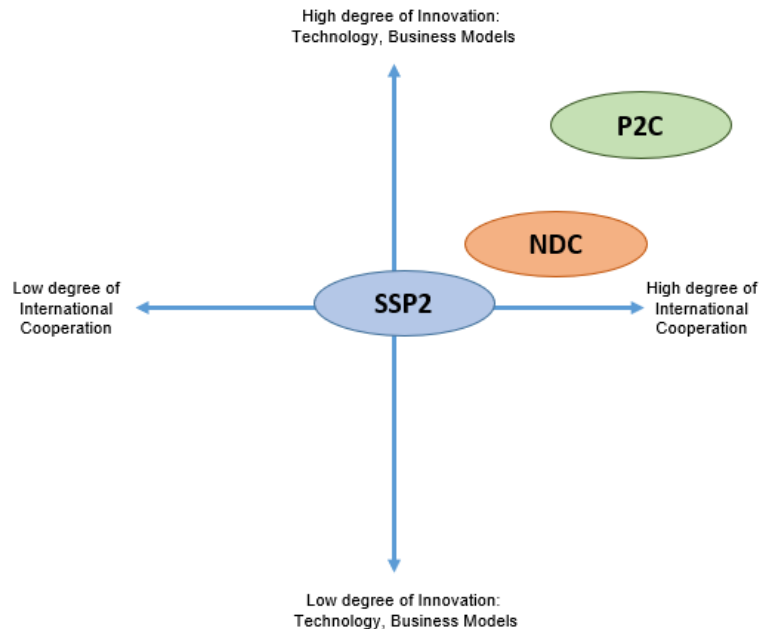 High degree of Innovation:
Technology, Business Models
P2C
NDC
Low degree of
International
Cooperation
SSP2
High degree of
International
Cooperation
Low degree of Innovation:
Technology, Business Models